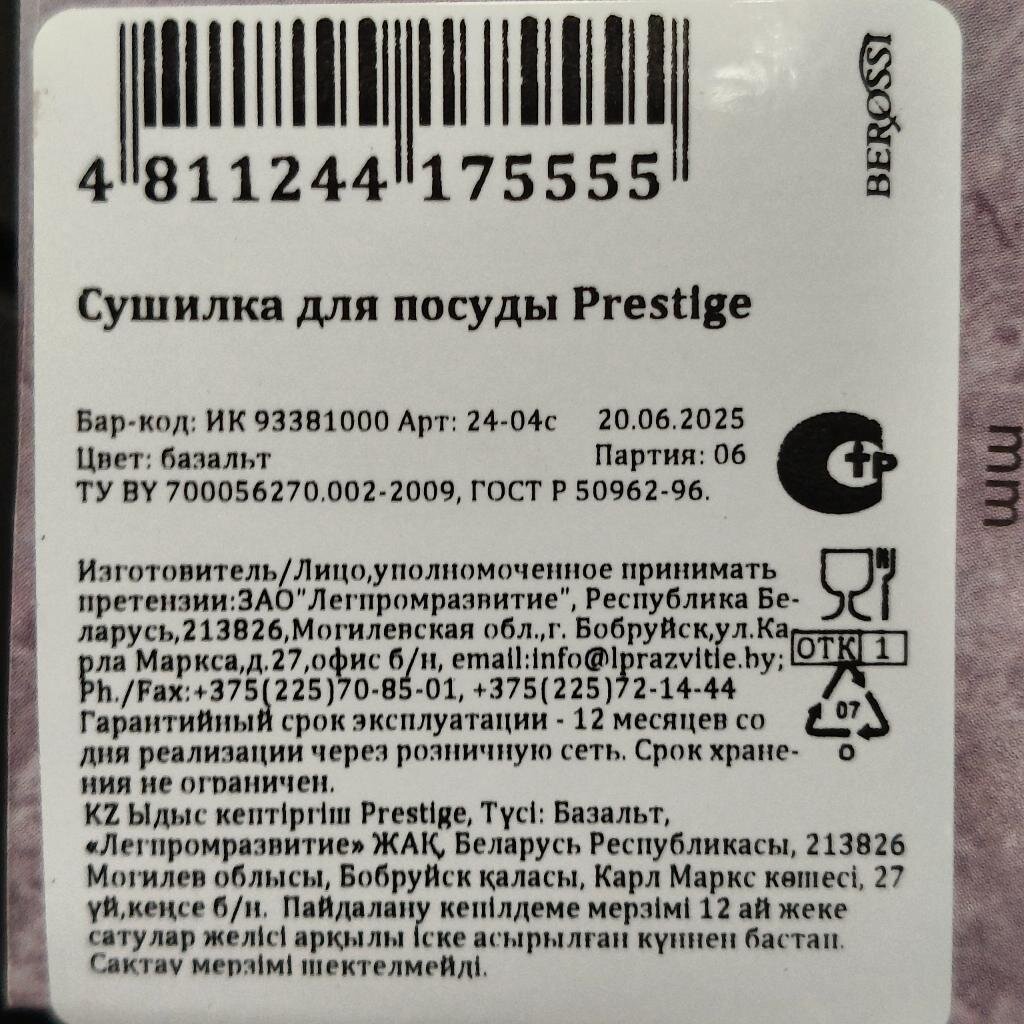 4 811244 175555
BEROSSI
Сушилка для посуды Prestige
Бар-код: ИК 93381000 Арт: 24-04с 20.06.2025
Цвет: базальт Партия: 06
ТУ BY 700056270.002-2009, ГОСТ Р 50962-96.
Изготовитель/Лицо,уполномоченное принимать
претензии:ЗАО"Легпромразвитие", Республика Бе-
ларусь,213826,Могилевская обл.,г. Бобруйск,ул.Ка
рла Маркса,д.27,офис б/н, email:info@lprazvitie.by;
Ph./Fax:+375(225)70-85-01, +375(225)72-14-44
Гарантийный срок эксплуатации - 12 месяцев со
дня реализации через розничную сеть. Срок хране-
ния не ограничен.
KZ Ыдыс кептіргіш Prestige, Түсі: Базальт,
«Легпромразвитие» ЖАҚ, Беларусь Республикасы, 213826
Могилев облысы, Бобруйск қаласы, Карл Маркс көшесі, 27
үй,кеңсе б/н. Пайдалану кепілдеме мерзімі 12 ай жеке
сатулар желісі арқылы іске асырылған күннен бастап.
Сақтау мерзімі шектелмейді.
тр
ОТК 1
07
O
mm